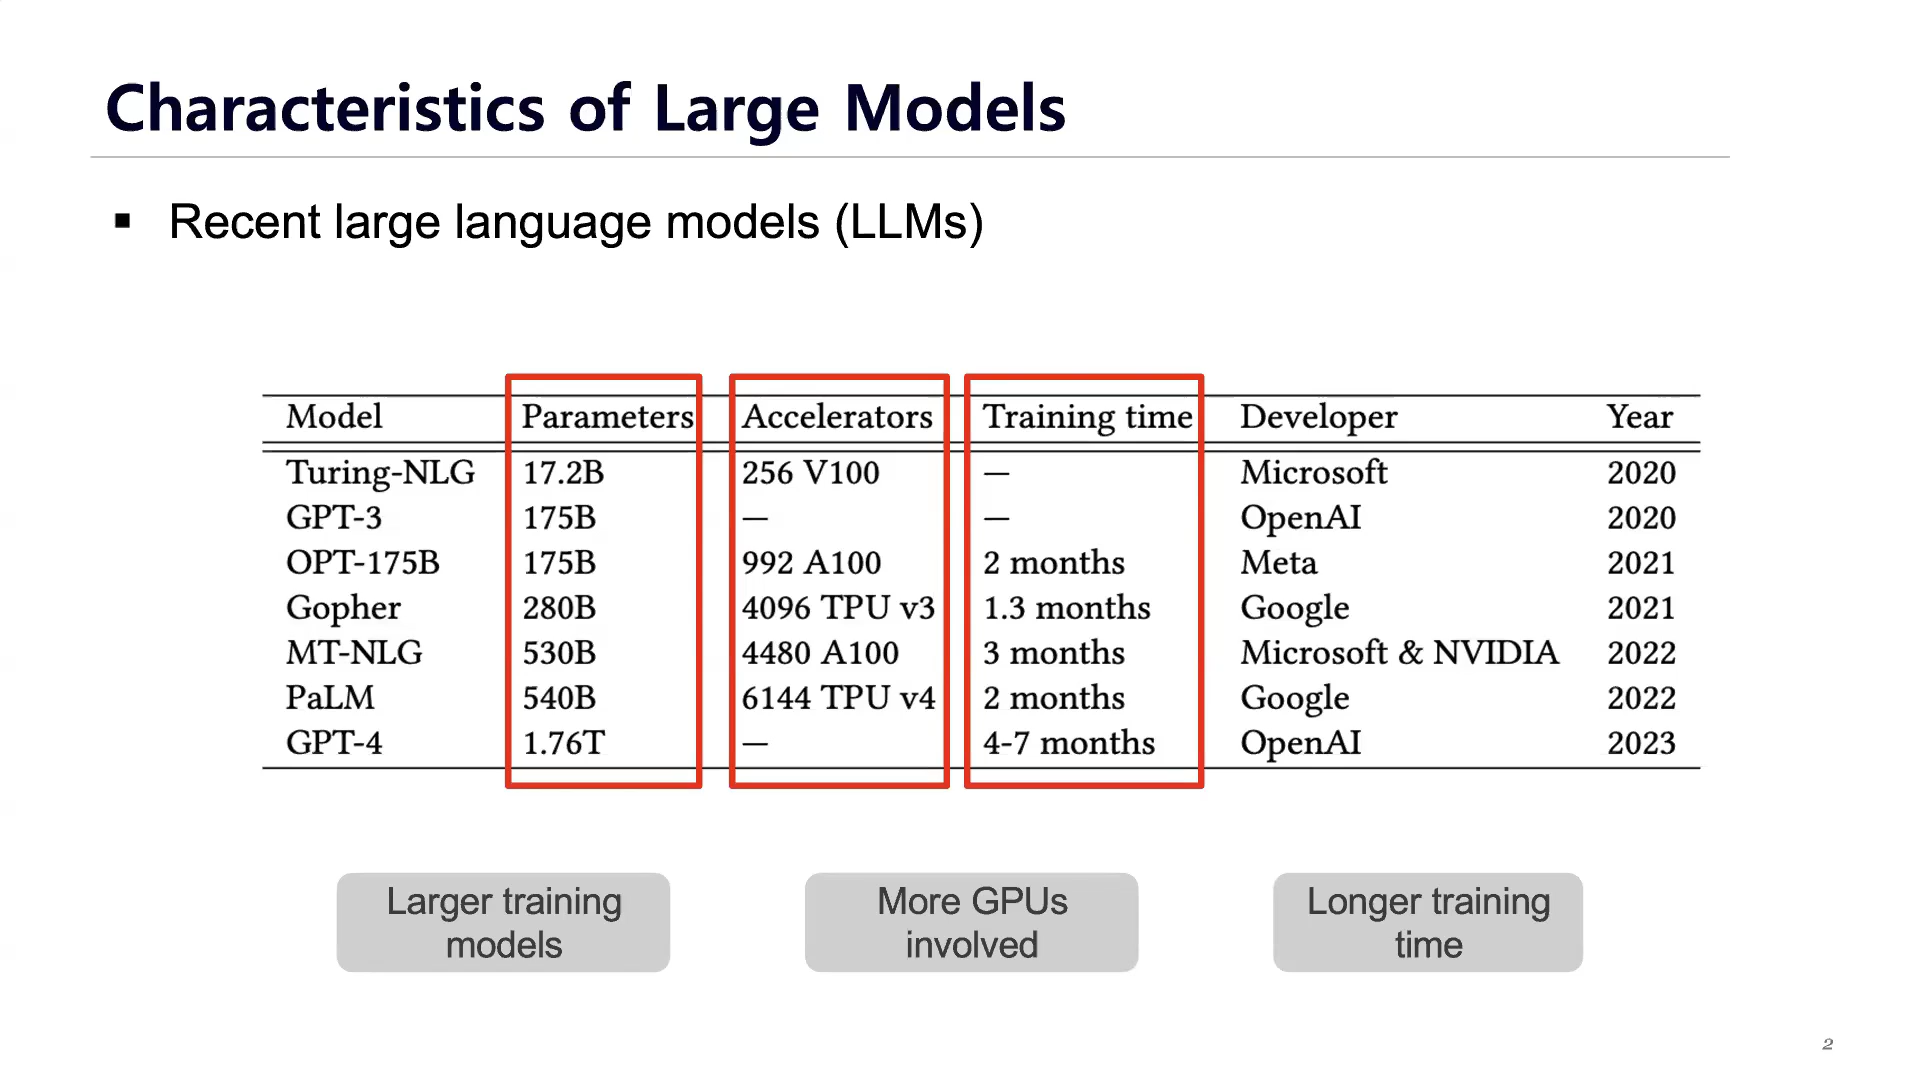 Characteristics of Large Models
▪ Recent large language models (LLMs)
Model Parameters Accelerators Training time Developer Year
Turing-NLG 17.2B 256 V100 — Microsoft 2020
GPT-3 175B — — OpenAI 2020
OPT-175B 175B 992 A100 2 months Meta 2021
Gopher 280B 4096 TPU v3 1.3 months Google 2021
MT-NLG 530B 4480 A100 3 months Microsoft & NVIDIA 2022
PaLM 540B 6144 TPU v4 2 months Google 2022
GPT-4 1.76T — 4-7 months OpenAI 2023
Larger training
models
More GPUs
involved
Longer training
time
2